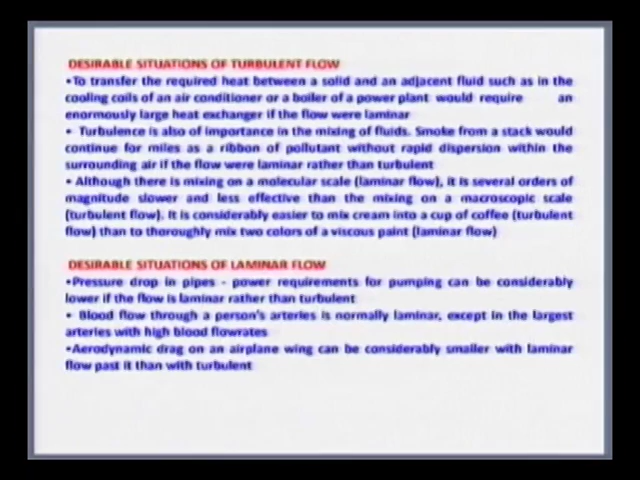 DESIRABLE SITUATIONS OF TURBULENT FLOW
•To transfer the required heat between a solid and an adjacent fluid such as in the
cooling coils of an air conditioner or a boiler of a power plant would require an
enormously large heat exchanger if the flow were laminar
• Turbulence is also of importance in the mixing of fluids. Smoke from a stack would
continue for miles as a ribbon of pollutant without rapid dispersion within the
surrounding air if the flow were laminar rather than turbulent
• Although there is mixing on a molecular scale (laminar flow), it is several orders of
magnitude slower and less effective than the mixing on a macroscopic scale
(turbulent flow). It is considerably easier to mix cream into a cup of coffee (turbulent
flow) than to thoroughly mix two colors of a viscous paint (laminar flow)
DESIRABLE SITUATIONS OF LAMINAR FLOW
•Pressure drop in pipes - power requirements for pumping can be considerably
lower if the flow is laminar rather than turbulent
• Blood flow through a person's arteries is normally laminar, except in the largest
arteries with high blood flowrates
•Aerodynamic drag on an airplane wing can be considerably smaller with laminar
flow past it than with turbulent